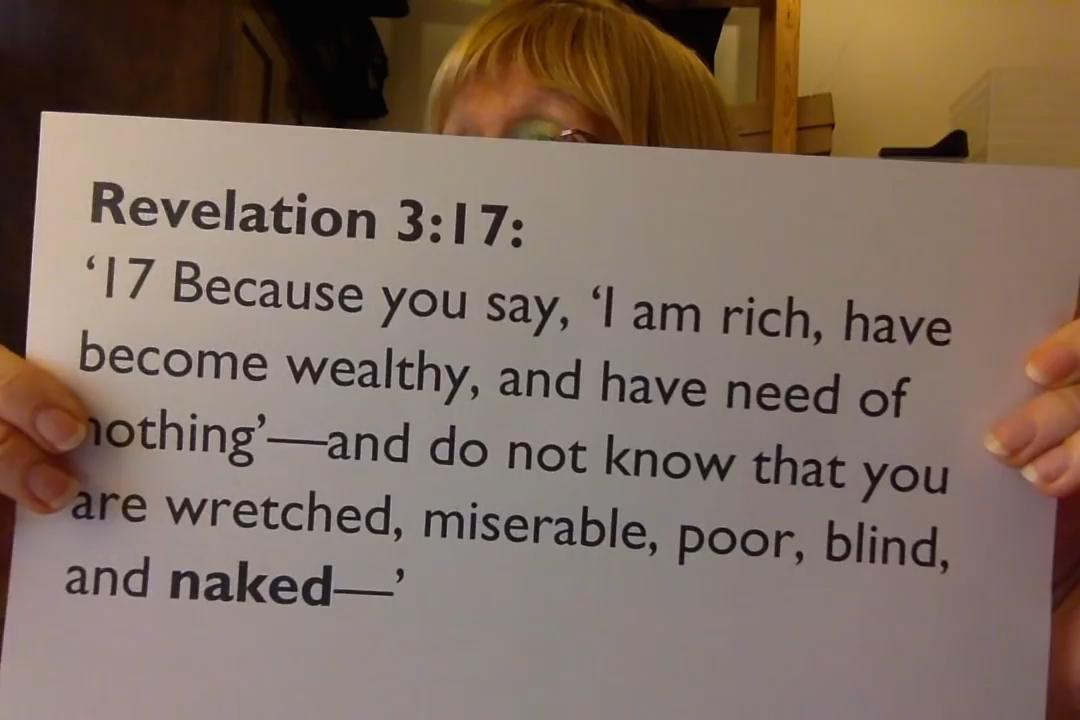 Revelation 3:17:
‘17 Because you say, ‘I am rich, have
become wealthy, and have need of
nothing’—and do not know that you
are wretched, miserable, poor, blind,
and naked—’